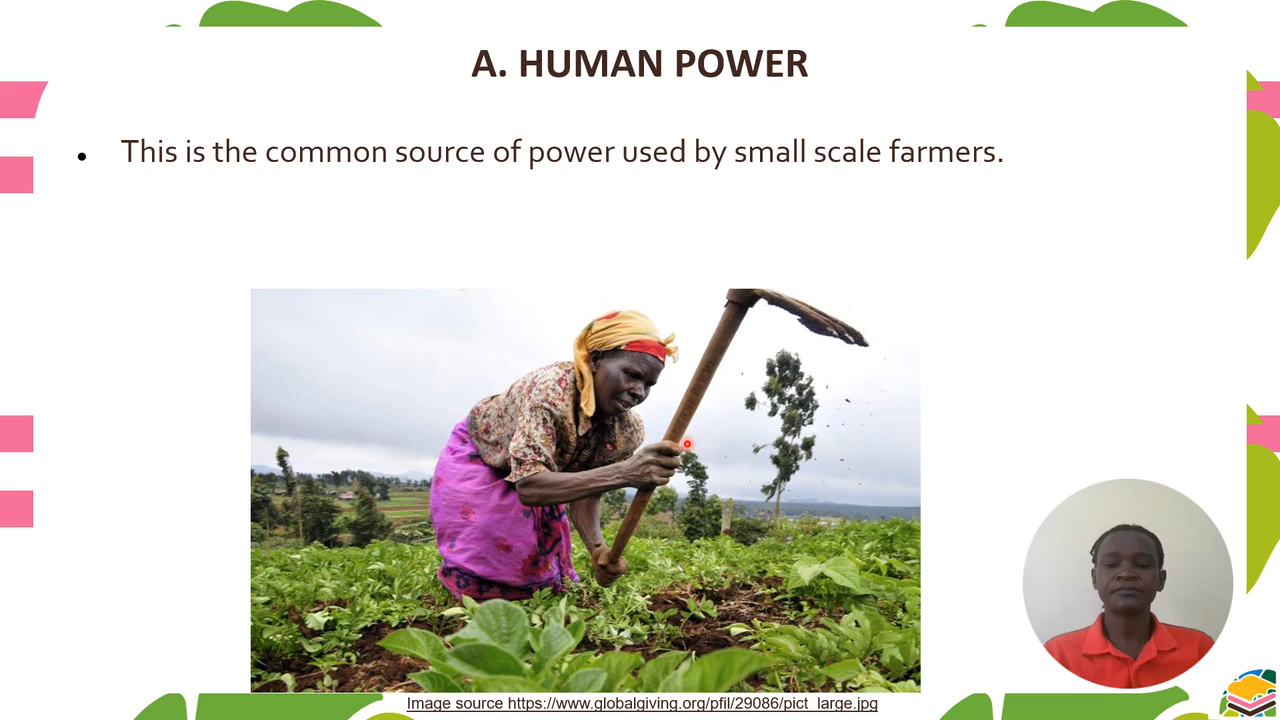 A. HUMAN POWER
• This is the common source of power used by small scale farmers.
Image source https://www.globalgiving.org/pfil/29086/pict_large.jpg